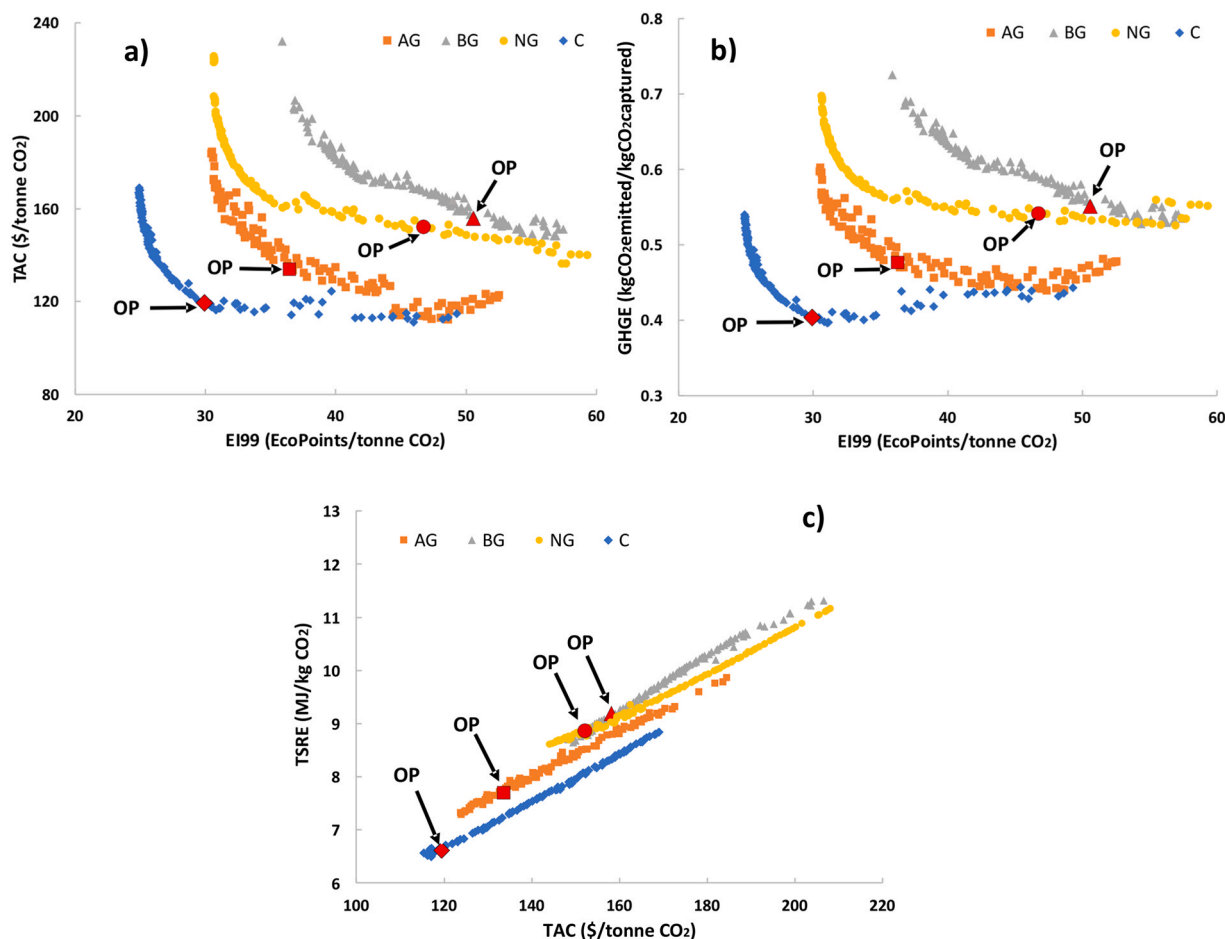 a)
AG BG NG C
240
200
160
120
80
TAC ($/tonne CO₂)
OP
OP
OP
OP
20 30 40 50 60
EI99 (EcoPoints/tonne CO₂)
b)
AG BG NG C
0.8
0.7
0.6
0.5
0.4
0.3
GHGE (kgCO₂emitted/kgCO₂captured)
OP
OP
OP
OP
20 30 40 50 60
EI99 (EcoPoints/tonne CO₂)
c)
AG BG NG C
13
12
11
10
9
8
7
6
TSRE (MJ/kg CO₂)
OP
OP
OP
OP
100 120 140 160 180 200 220
TAC ($/tonne CO₂)